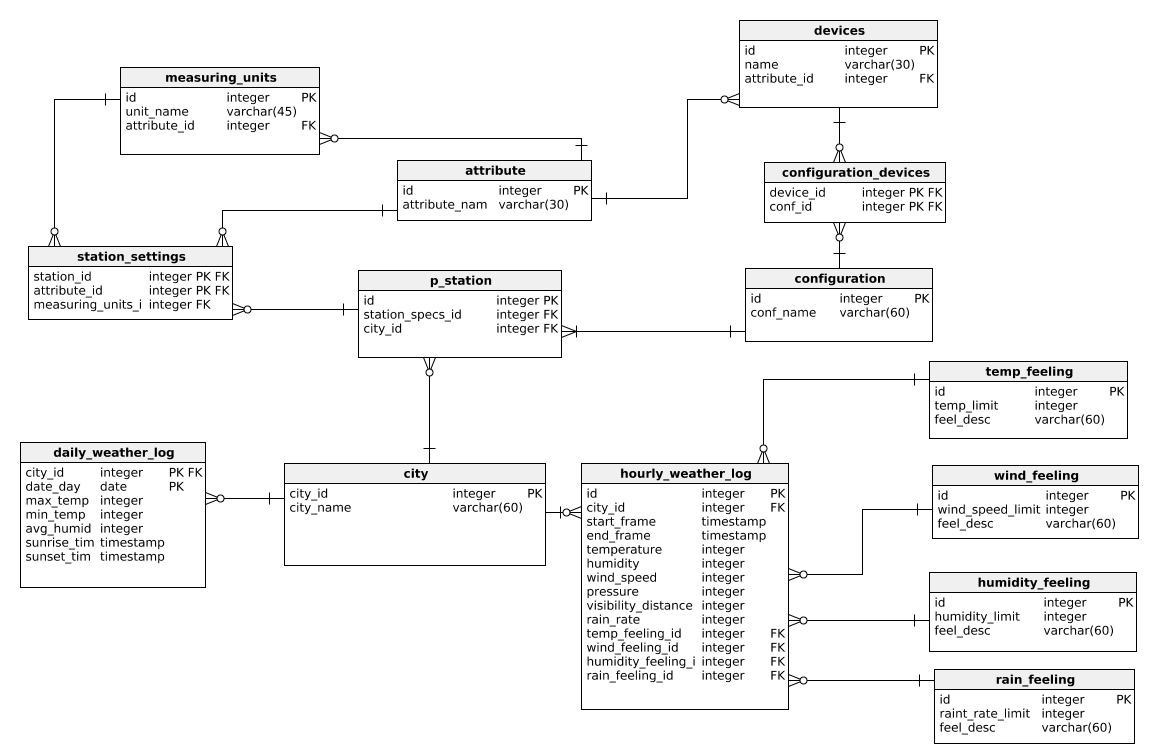 devices
id integer PK
name varchar(30)
attribute_id integer FK
measuring_units
id integer PK
unit_name varchar(45)
attribute_id integer FK
attribute
id integer PK
attribute_nam varchar(30)
configuration_devices
device_id integer PK FK
conf_id integer PK FK
station_settings
station_id integer PK FK
attribute_id integer PK FK
measuring_units_i integer FK
p_station
id integer PK
station_specs_id integer FK
city_id integer FK
configuration
id integer PK
conf_name varchar(60)
temp_feeling
id integer PK
temp_limit integer
feel_desc varchar(60)
daily_weather_log
city_id integer PK FK
date_day date PK
max_temp integer
min_temp integer
avg_humid integer
sunrise_tim timestamp
sunset_tim timestamp
city
city_id integer PK
city_name varchar(60)
hourly_weather_log
id integer PK
city_id integer FK
start_frame timestamp
end_frame timestamp
temperature integer
humidity integer
wind_speed integer
pressure integer
visibility_distance integer
rain_rate integer
temp_feeling_id integer FK
wind_feeling_id integer FK
humidity_feeling_i integer FK
rain_feeling_id integer FK
wind_feeling
id integer PK
wind_speed_limit integer
feel_desc varchar(60)
humidity_feeling
id integer PK
humidity_limit integer
feel_desc varchar(60)
rain_feeling
id integer PK
raint_rate_limit integer
feel_desc varchar(60)